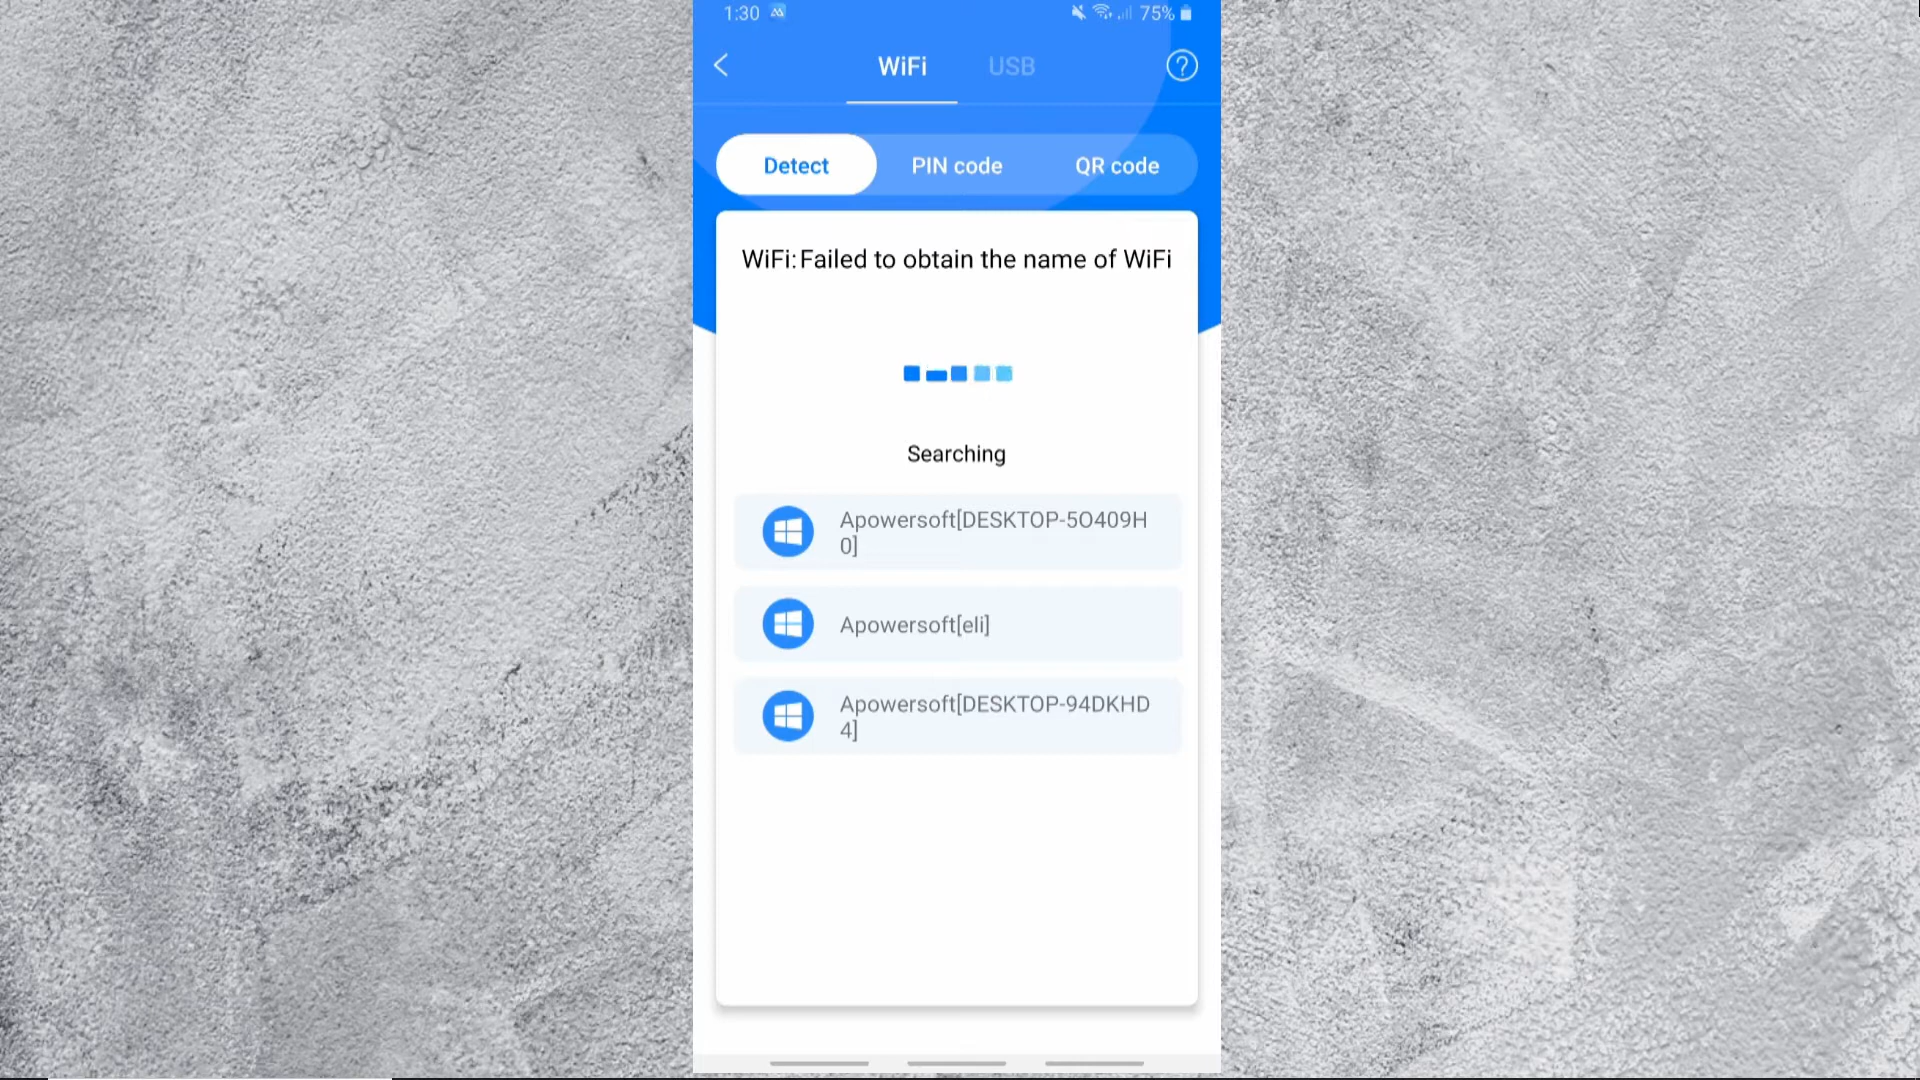 1:30 75%
WiFi USB
Detect PIN code QR code
WiFi:Failed to obtain the name of WiFi
Searching
Apowersoft[DESKTOP-5O409H
0]
Apowersoft[eli]
Apowersoft[DESKTOP-94DKHD
4]